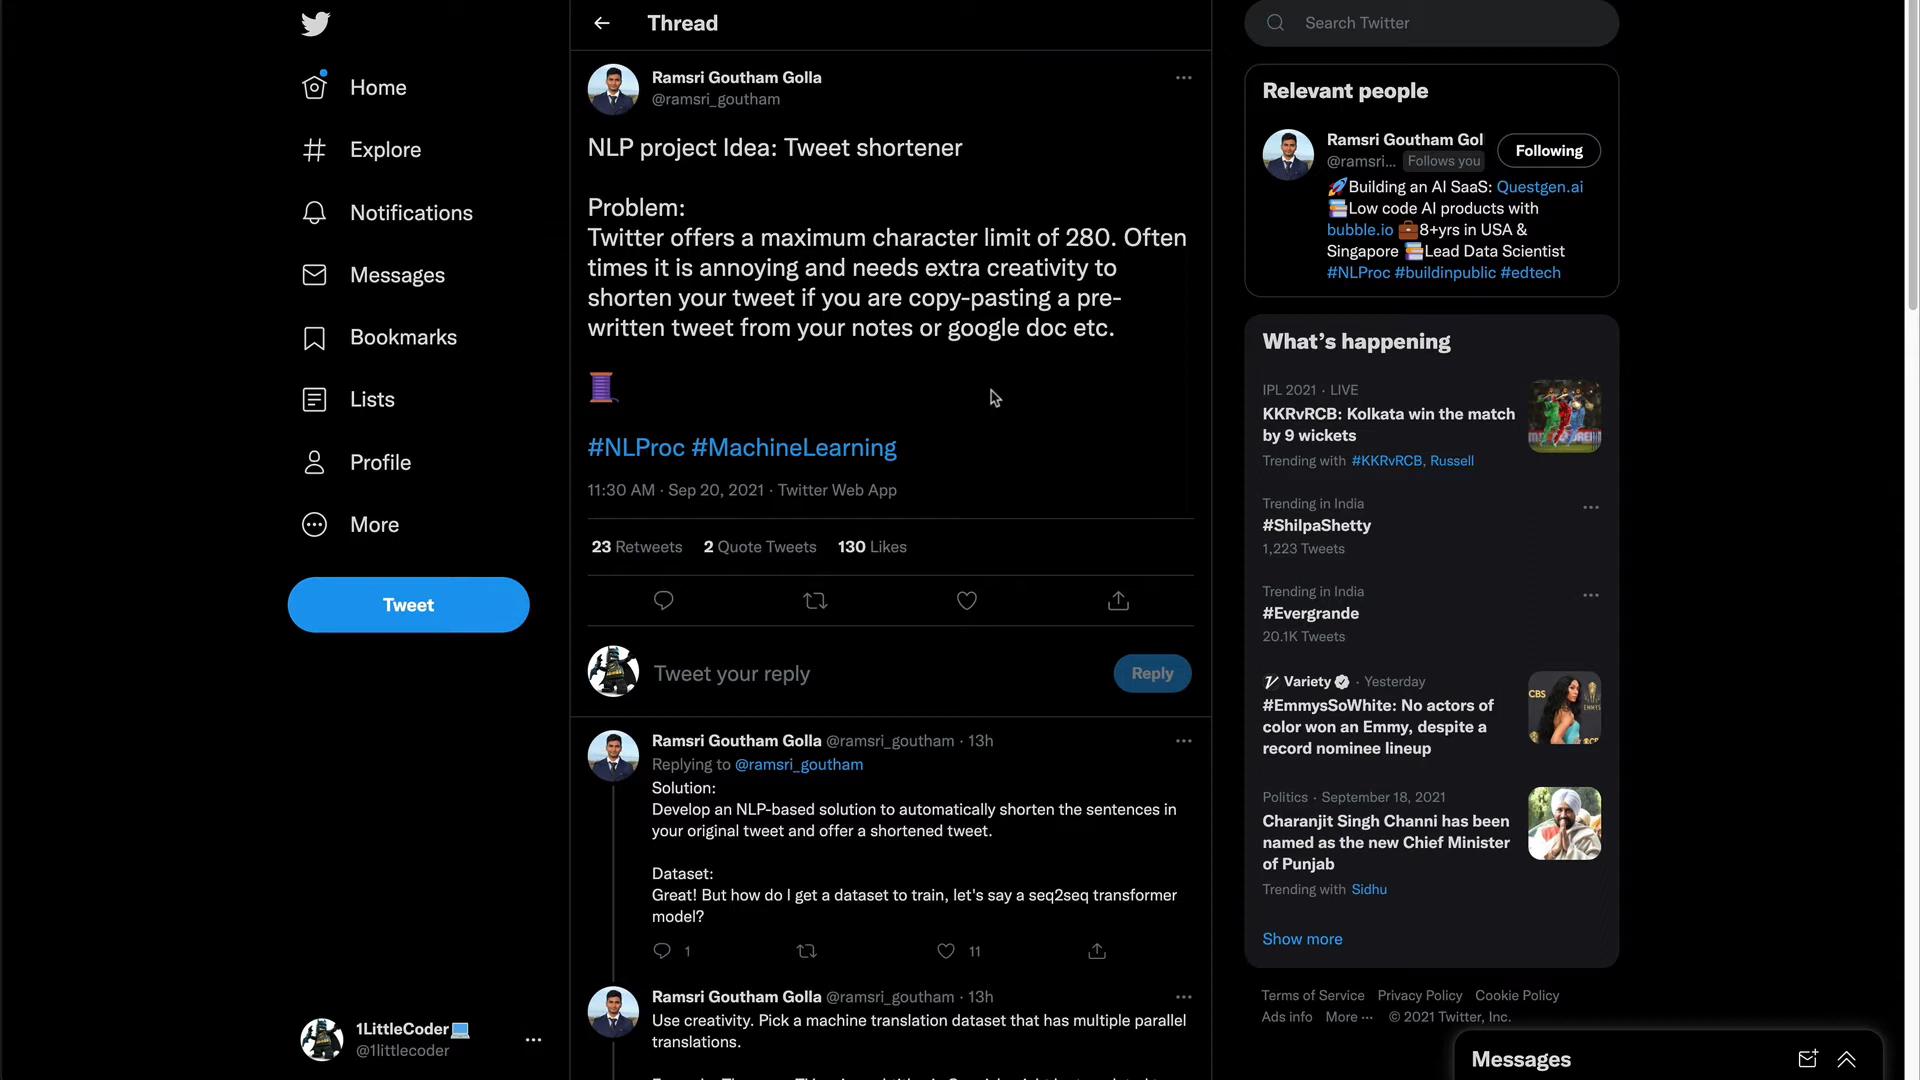 Home
Explore
Notifications
Messages
Bookmarks
Lists
Profile
More
Tweet
1LittleCoder💻
@1littlecoder
Thread
Ramsri Goutham Golla
@ramsri_goutham
NLP project Idea: Tweet shortener
Problem:
Twitter offers a maximum character limit of 280. Often
times it is annoying and needs extra creativity to
shorten your tweet if you are copy-pasting a pre-
written tweet from your notes or google doc etc.
🧵
#NLProc #MachineLearning
11:30 AM · Sep 20, 2021 · Twitter Web App
23 Retweets 2 Quote Tweets 130 Likes
Tweet your reply
Reply
Ramsri Goutham Golla @ramsri_goutham · 13h
Replying to @ramsri_goutham
Solution:
Develop an NLP-based solution to automatically shorten the sentences in
your original tweet and offer a shortened tweet.
Dataset:
Great! But how do I get a dataset to train, let's say a seq2seq transformer
model?
1 11
Ramsri Goutham Golla @ramsri_goutham · 13h
Use creativity. Pick a machine translation dataset that has multiple parallel
translations.
Search Twitter
Relevant people
Ramsri Goutham Gol
@ramsri... Follows you
Following
🚀Building an AI SaaS: Questgen.ai
📚Low code AI products with
bubble.io 💼8+yrs in USA &
Singapore 📚Lead Data Scientist
#NLProc #buildinpublic #edtech
What's happening
IPL 2021 · LIVE
KKRvRCB: Kolkata win the match
by 9 wickets
Trending with #KKRvRCB, Russell
Trending in India
#ShilpaShetty
1,223 Tweets
Trending in India
#Evergrande
20.1K Tweets
Variety · Yesterday
#EmmysSoWhite: No actors of
color won an Emmy, despite a
record nominee lineup
CBS
Politics · September 18, 2021
Charanjit Singh Channi has been
named as the new Chief Minister
of Punjab
Trending with Sidhu
Show more
Terms of Service Privacy Policy Cookie Policy
Ads info More ··· © 2021 Twitter, Inc.
Messages